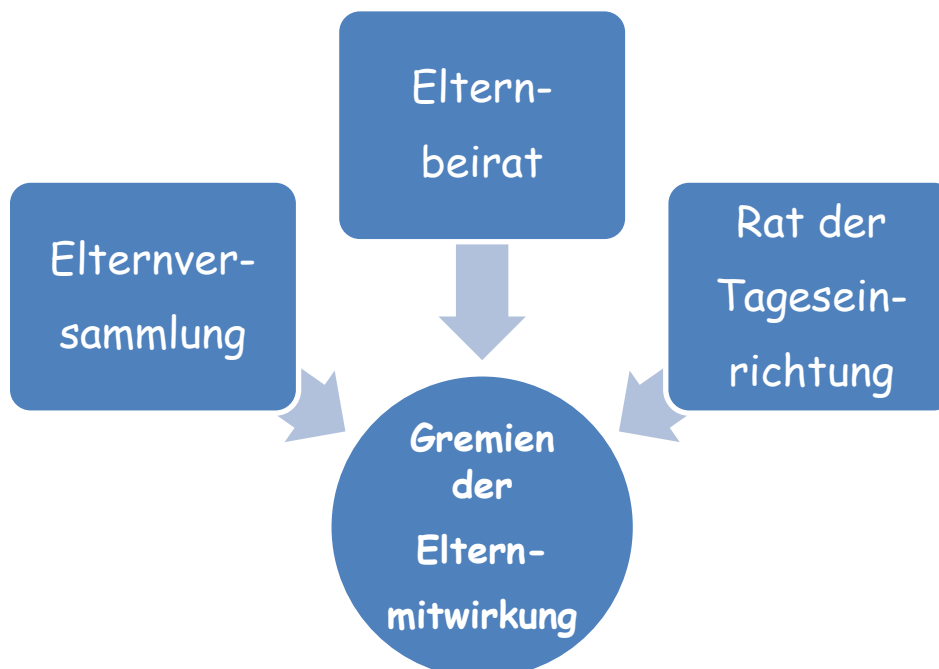 Eltern-
beirat
Elternver-
sammlung
Rat der
Tagesein-
richtung
Gremien
der
Eltern-
mitwirkung